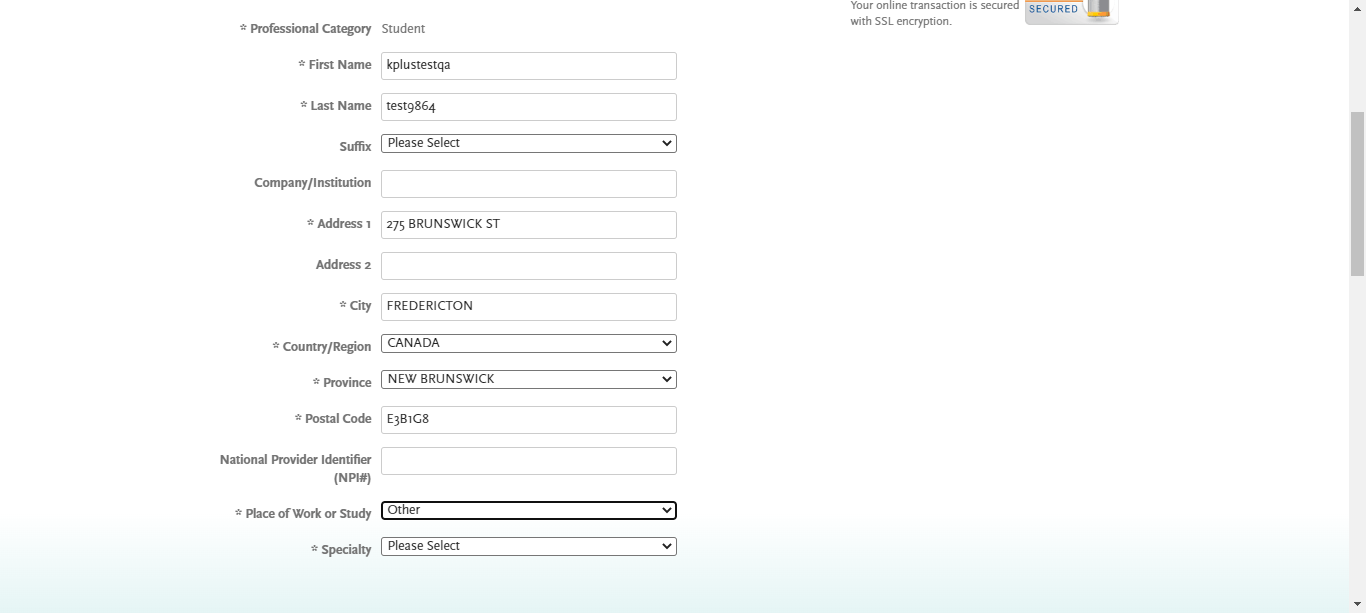 Your online transaction is secured
with SSL encryption.
SECURED
* Professional Category Student
* First Name kplustestqa
* Last Name test9864
Suffix Please Select
Company/Institution
* Address 1 275 BRUNSWICK ST
Address 2
* City FREDERICTON
* Country/Region CANADA
* Province NEW BRUNSWICK
* Postal Code E3B1G8
National Provider Identifier
(NPI#)
* Place of Work or Study Other
* Specialty Please Select